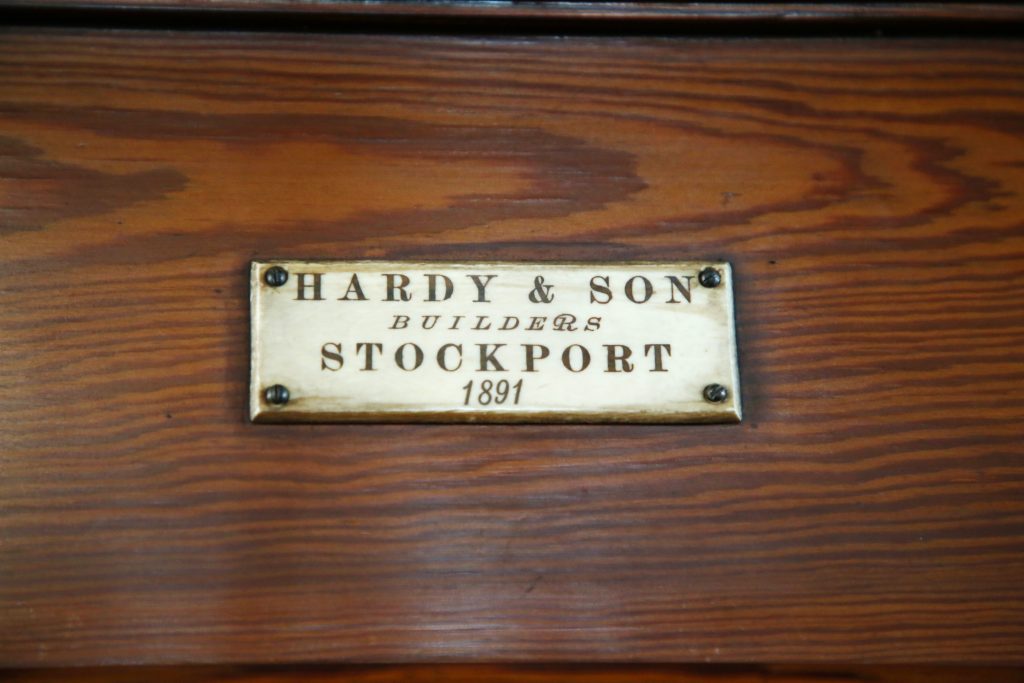 HARDY & SON
BUILDERS
STOCKPORT
1891